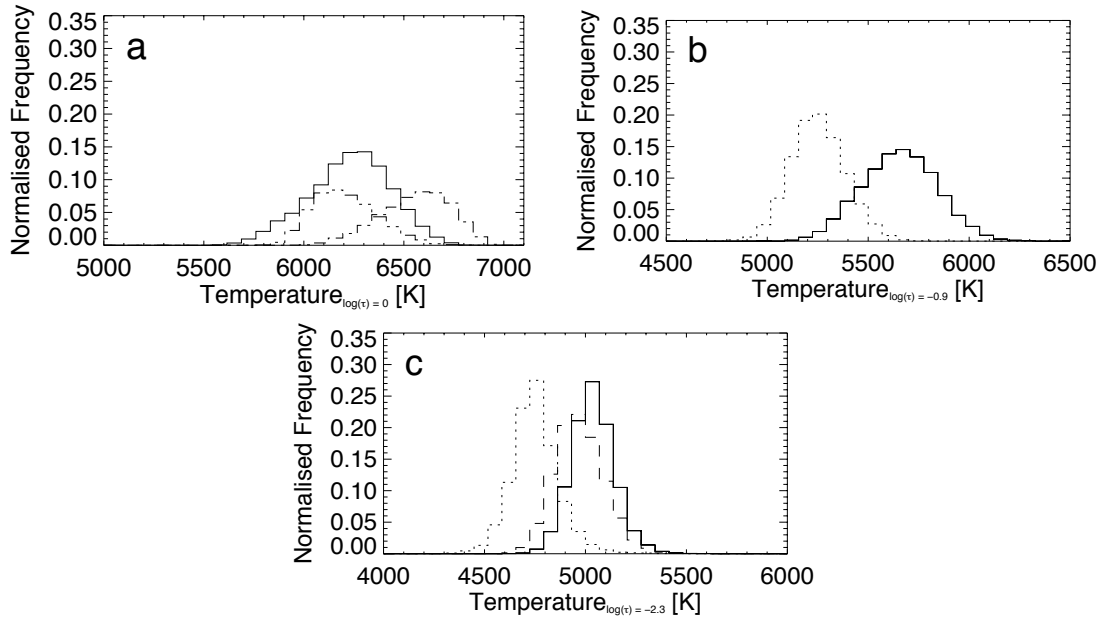 a
0.35
0.30
0.25
0.20
0.15
0.10
0.05
0.00
Normalised Frequency
5000 5500 6000 6500 7000
Temperature log(τ) = 0 [K]
b
0.35
0.30
0.25
0.20
0.15
0.10
0.05
0.00
Normalised Frequency
4500 5000 5500 6000 6500
Temperature log(τ) = −0.9 [K]
c
0.35
0.30
0.25
0.20
0.15
0.10
0.05
0.00
Normalised Frequency
4000 4500 5000 5500 6000
Temperature log(τ) = −2.3 [K]